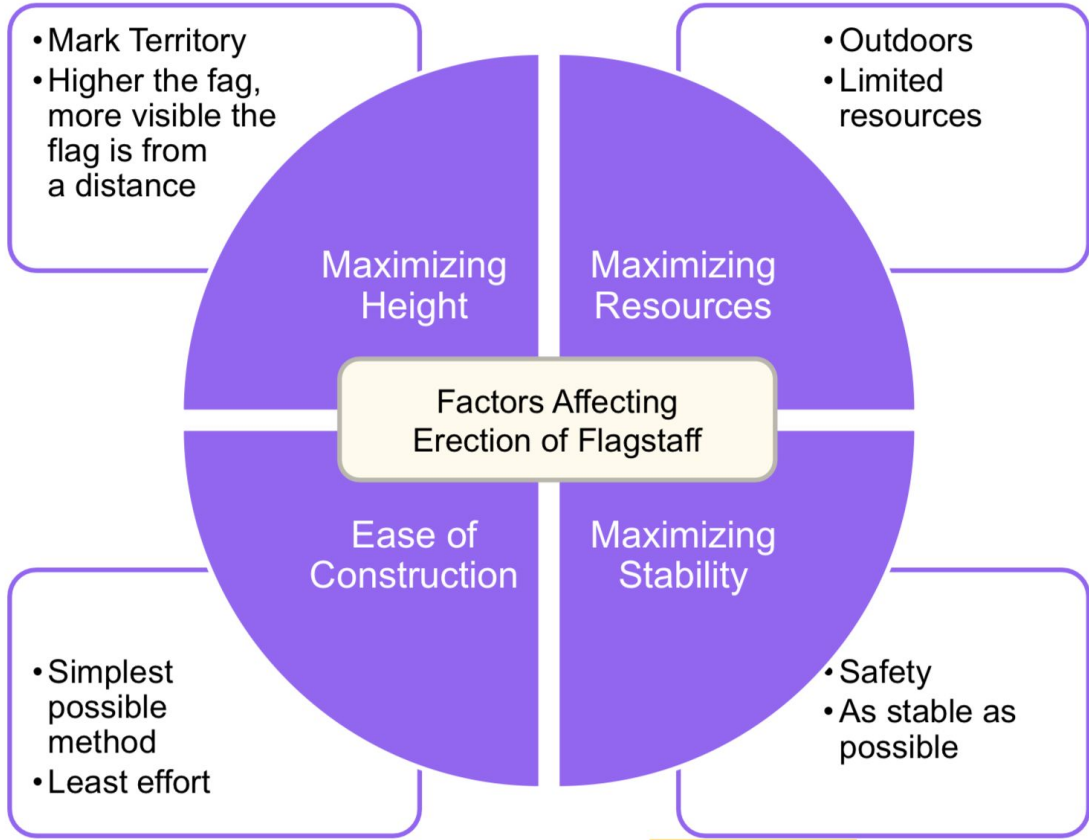 • Mark Territory
• Higher the fag,
more visible the
flag is from
a distance
• Outdoors
• Limited
resources
Maximizing
Height
Maximizing
Resources
Factors Affecting
Erection of Flagstaff
Ease of
Construction
Maximizing
Stability
• Simplest
possible
method
• Least effort
• Safety
• As stable as
possible